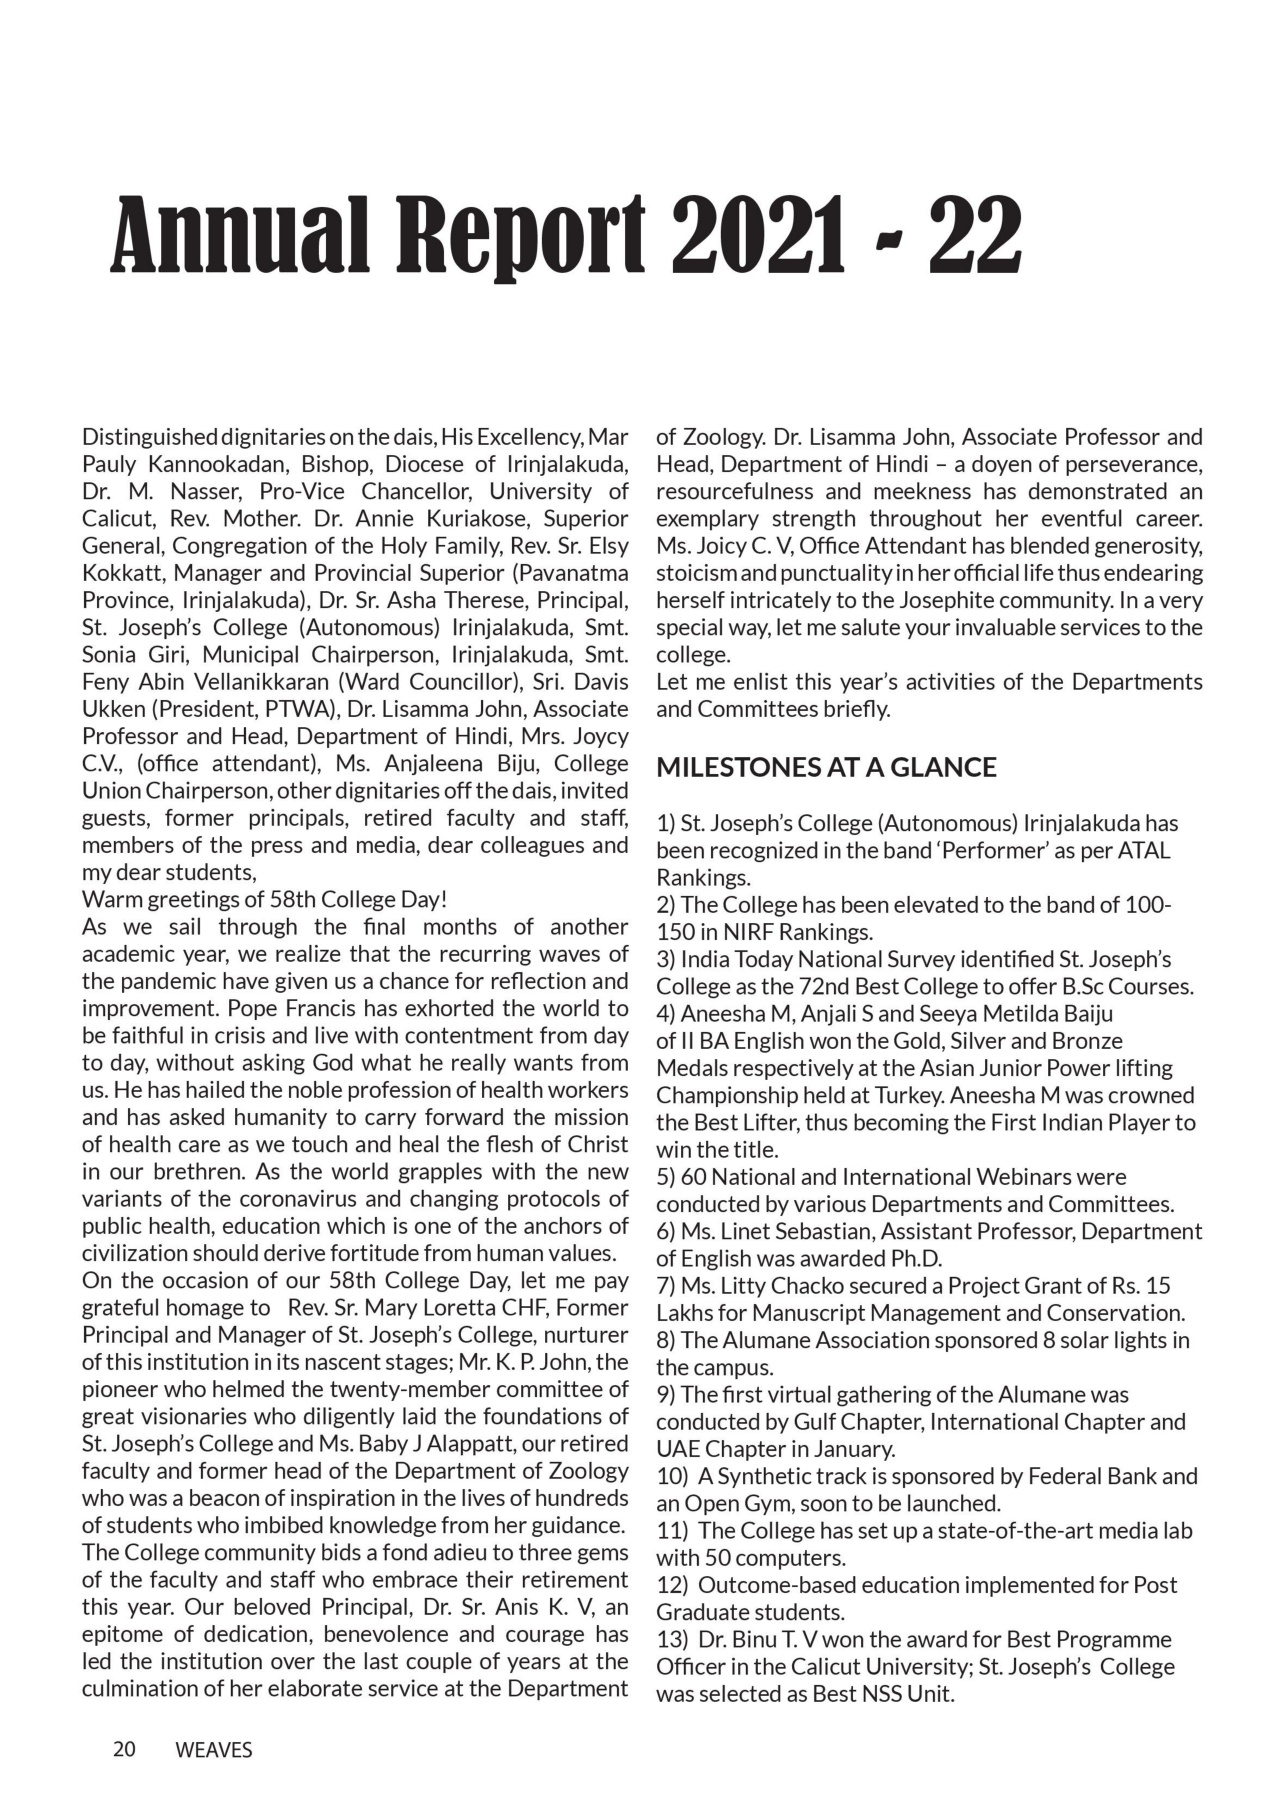 Annual Report 2021 - 22
Distinguished dignitaries on the dais, His Excellency, Mar
Pauly Kannookadan, Bishop, Diocese of Irinjalakuda,
Dr. M. Nasser, Pro-Vice Chancellor, University of
Calicut, Rev. Mother. Dr. Annie Kuriakose, Superior
General, Congregation of the Holy Family, Rev. Sr. Elsy
Kokkatt, Manager and Provincial Superior (Pavanatma
Province, Irinjalakuda), Dr. Sr. Asha Therese, Principal,
St. Joseph's College (Autonomous) Irinjalakuda, Smt.
Sonia Giri, Municipal Chairperson, Irinjalakuda, Smt.
Feny Abin Vellanikkaran (Ward Councillor), Sri. Davis
Ukken (President, PTWA), Dr. Lisamma John, Associate
Professor and Head, Department of Hindi, Mrs. Joycy
C.V., (office attendant), Ms. Anjaleena Biju, College
Union Chairperson, other dignitaries off the dais, invited
guests, former principals, retired faculty and staff,
members of the press and media, dear colleagues and
my dear students,
Warm greetings of 58th College Day!
As we sail through the final months of another
academic year, we realize that the recurring waves of
the pandemic have given us a chance for reflection and
improvement. Pope Francis has exhorted the world to
be faithful in crisis and live with contentment from day
to day, without asking God what he really wants from
us. He has hailed the noble profession of health workers
and has asked humanity to carry forward the mission
of health care as we touch and heal the flesh of Christ
in our brethren. As the world grapples with the new
variants of the coronavirus and changing protocols of
public health, education which is one of the anchors of
civilization should derive fortitude from human values.
On the occasion of our 58th College Day, let me pay
grateful homage to Rev. Sr. Mary Loretta CHF, Former
Principal and Manager of St. Joseph's College, nurturer
of this institution in its nascent stages; Mr. K. P. John, the
pioneer who helmed the twenty-member committee of
great visionaries who diligently laid the foundations of
St. Joseph's College and Ms. Baby J Alappatt, our retired
faculty and former head of the Department of Zoology
who was a beacon of inspiration in the lives of hundreds
of students who imbibed knowledge from her guidance.
The College community bids a fond adieu to three gems
of the faculty and staff who embrace their retirement
this year. Our beloved Principal, Dr. Sr. Anis K. V, an
epitome of dedication, benevolence and courage has
led the institution over the last couple of years at the
culmination of her elaborate service at the Department
of Zoology. Dr. Lisamma John, Associate Professor and
Head, Department of Hindi – a doyen of perseverance,
resourcefulness and meekness has demonstrated an
exemplary strength throughout her eventful career.
Ms. Joicy C. V, Office Attendant has blended generosity,
stoicism and punctuality in her official life thus endearing
herself intricately to the Josephite community. In a very
special way, let me salute your invaluable services to the
college.
Let me enlist this year's activities of the Departments
and Committees briefly.
MILESTONES AT A GLANCE
1) St. Joseph's College (Autonomous) Irinjalakuda has
been recognized in the band 'Performer' as per ATAL
Rankings.
2) The College has been elevated to the band of 100-
150 in NIRF Rankings.
3) India Today National Survey identified St. Joseph's
College as the 72nd Best College to offer B.Sc Courses.
4) Aneesha M, Anjali S and Seeya Metilda Baiju
of II BA English won the Gold, Silver and Bronze
Medals respectively at the Asian Junior Power lifting
Championship held at Turkey. Aneesha M was crowned
the Best Lifter, thus becoming the First Indian Player to
win the title.
5) 60 National and International Webinars were
conducted by various Departments and Committees.
6) Ms. Linet Sebastian, Assistant Professor, Department
of English was awarded Ph.D.
7) Ms. Litty Chacko secured a Project Grant of Rs. 15
Lakhs for Manuscript Management and Conservation.
8) The Alumane Association sponsored 8 solar lights in
the campus.
9) The first virtual gathering of the Alumane was
conducted by Gulf Chapter, International Chapter and
UAE Chapter in January.
10) A Synthetic track is sponsored by Federal Bank and
an Open Gym, soon to be launched.
11) The College has set up a state-of-the-art media lab
with 50 computers.
12) Outcome-based education implemented for Post
Graduate students.
13) Dr. Binu T. V won the award for Best Programme
Officer in the Calicut University; St. Joseph's College
was selected as Best NSS Unit.
20 WEAVES